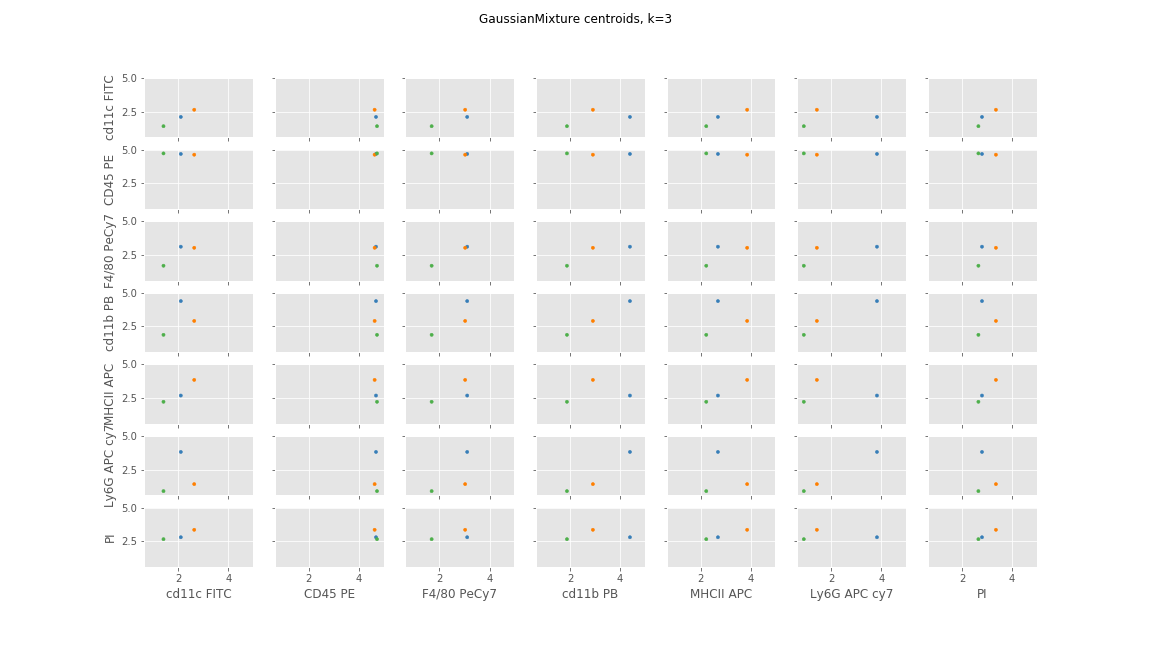 GaussianMixture centroids, k=3
cd11c FITC
5.0
2.5
CD45 PE
5.0
2.5
F4/80 PeCy7
5.0
2.5
cd11b PB
5.0
2.5
MHCII APC
5.0
2.5
Ly6G APC cy7
5.0
2.5
PI
5.0
2.5
2 4 2 4 2 4 2 4 2 4 2 4 2 4
cd11c FITC CD45 PE F4/80 PeCy7 cd11b PB MHCII APC Ly6G APC cy7 PI